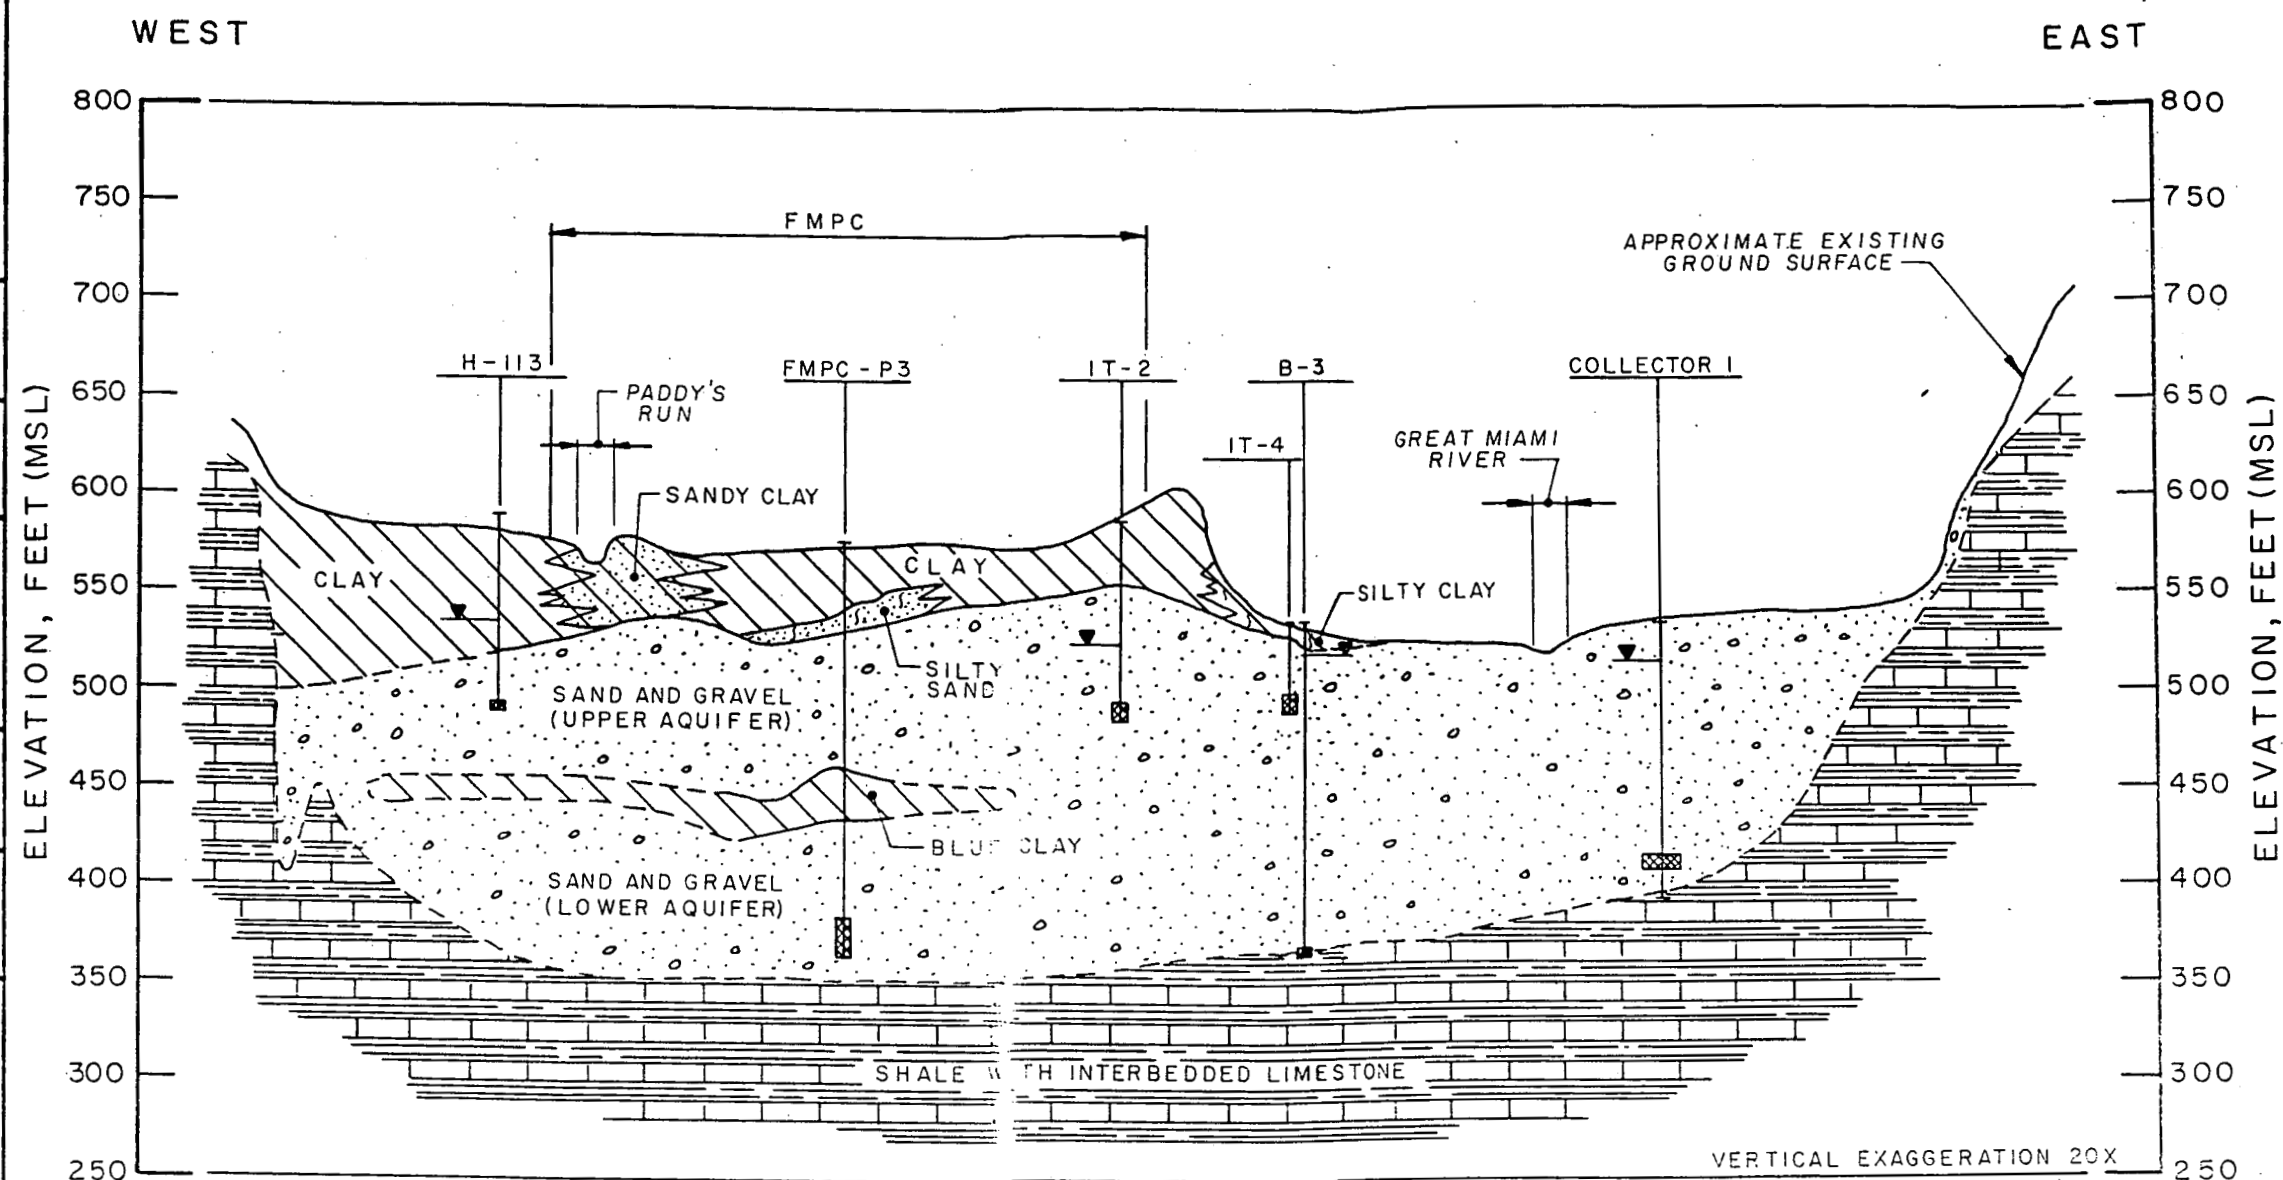 WEST
EAST
800
750
700
650
600
550
500
450
400
350
300
250
ELEVATION, FEET (MSL)
FMPC
APPROXIMATE EXISTING
GROUND SURFACE
H-113
PADDY'S
RUN
FMPC-P3
IT-2
B-3
IT-4
COLLECTOR 1
GREAT MIAMI
RIVER
SANDY CLAY
CLAY
CLAY
SILTY CLAY
SILTY
SAND
SAND AND GRAVEL
(UPPER AQUIFER)
BLUE CLAY
SAND AND GRAVEL
(LOWER AQUIFER)
SHALE WITH INTERBEDDED LIMESTONE
VERTICAL EXAGGERATION 20X
800
750
700
650
600
550
500
450
400
350
300
250
ELEVATION, FEET (MSL)